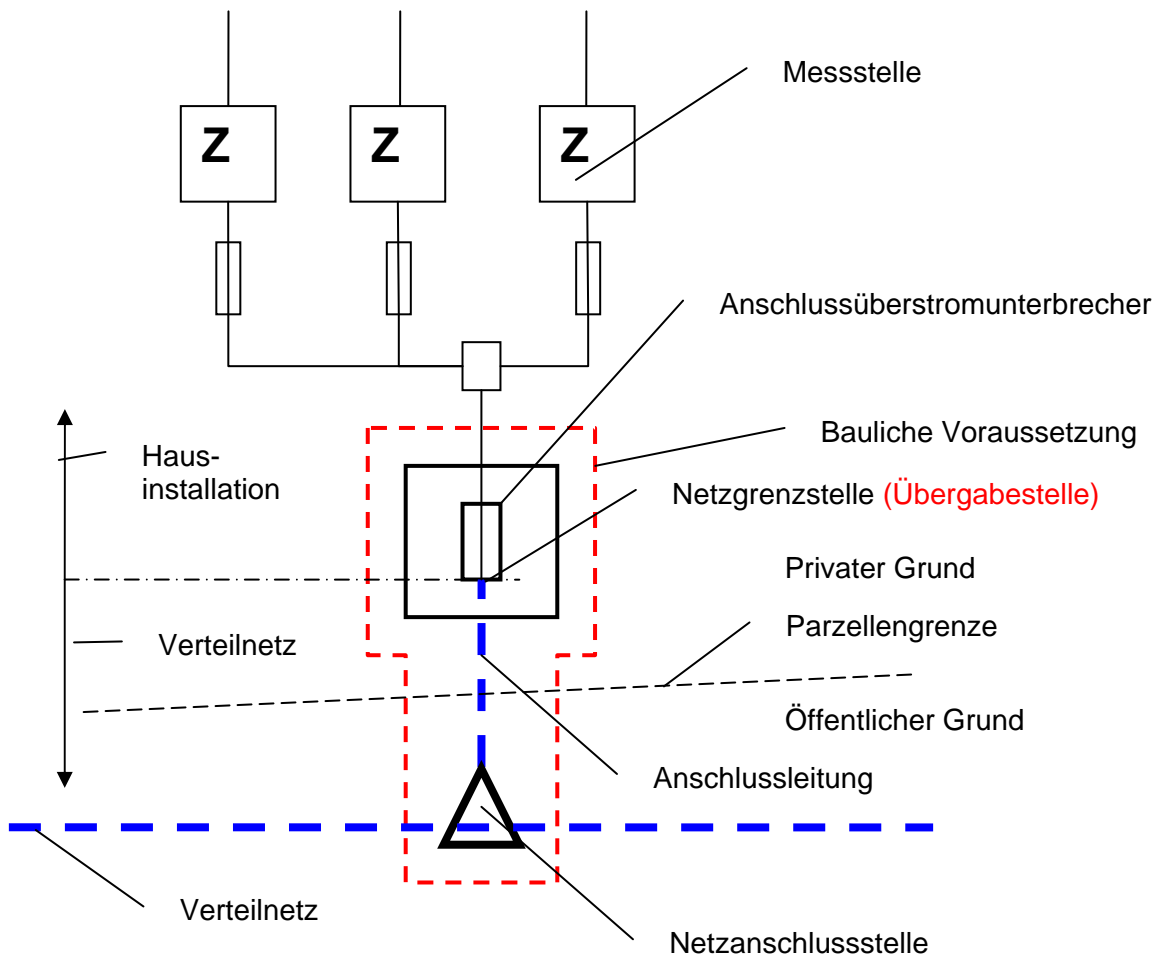 Messstelle
Z Z Z
Anschlussüberstromunterbrecher
Bauliche Voraussetzung
Haus-
installation
Netzgrenzstelle (Übergabestelle)
Privater Grund
Parzellengrenze
Verteilnetz
Öffentlicher Grund
Anschlussleitung
Verteilnetz
Netzanschlussstelle